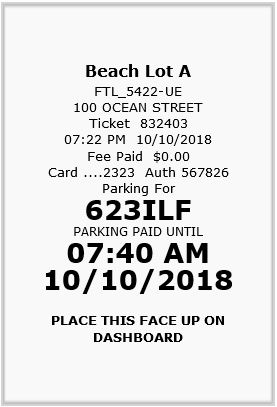 Beach Lot A
FTL_5422-UE
100 OCEAN STREET
Ticket 832403
07:22 PM 10/10/2018
Fee Paid $0.00
Card ....2323 Auth 567826
Parking For
623ILF
PARKING PAID UNTIL
07:40 AM
10/10/2018
PLACE THIS FACE UP ON
DASHBOARD